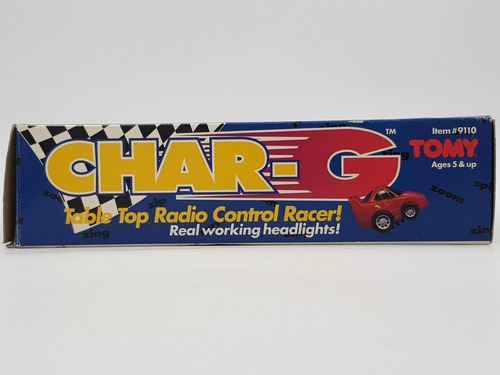 CHAR-G™
Item #9110
TOMY
Ages 5 & up
Table Top Radio Control Racer!
Real working headlights!
zip
zing
zoom
zing